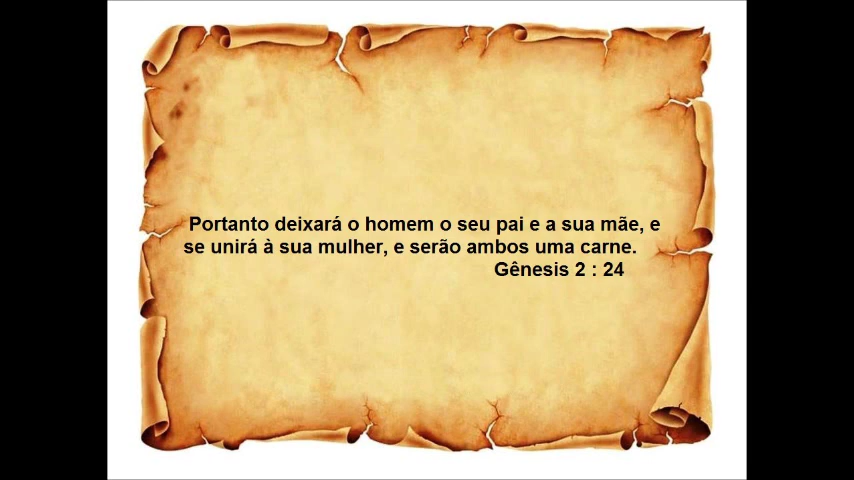 Portanto deixará o homem o seu pai e a sua mãe, e
se unirá à sua mulher, e serão ambos uma carne.
Gênesis 2 : 24